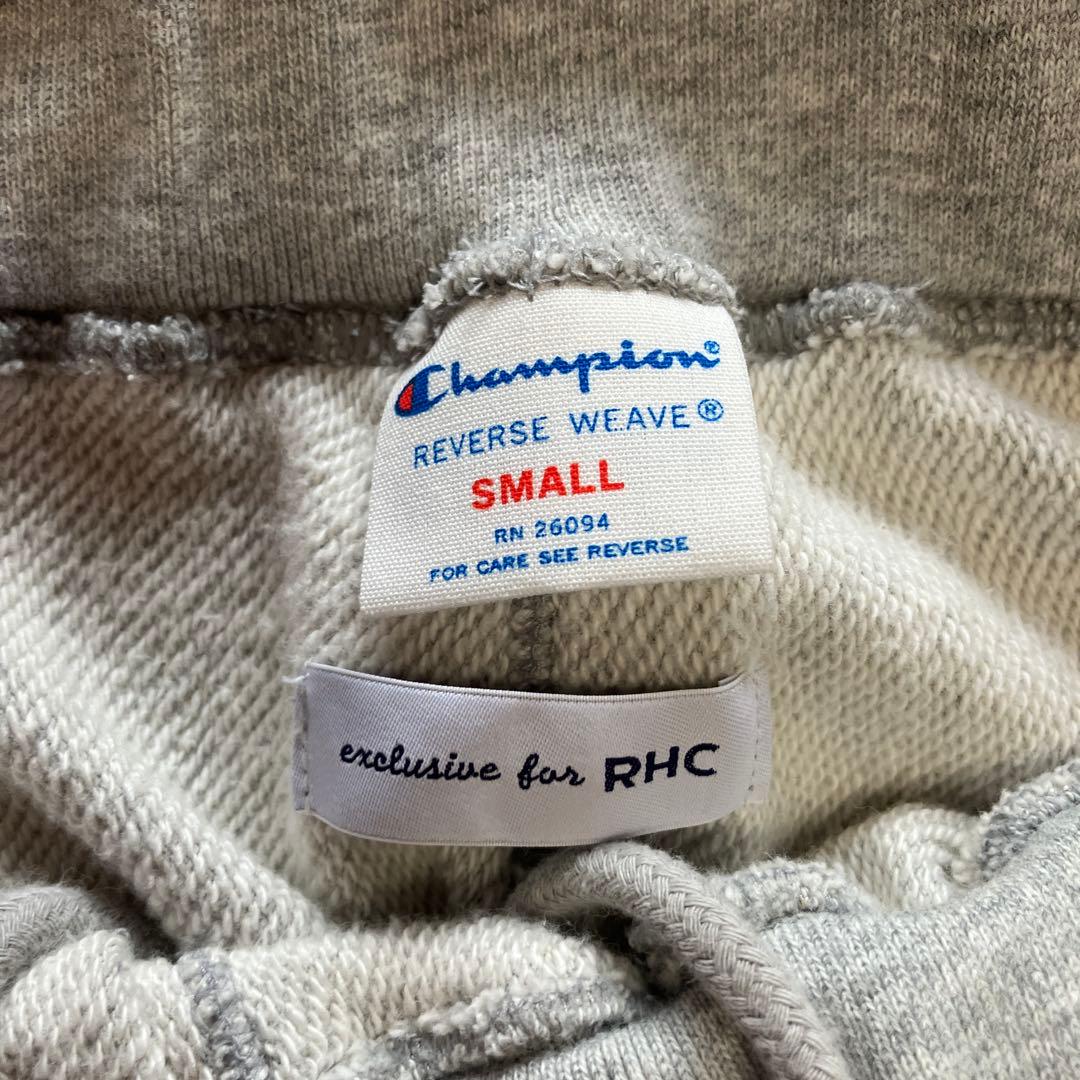 Champion®
REVERSE WEAVE®
SMALL
RN 26094
FOR CARE SEE REVERSE
exclusive for RHC